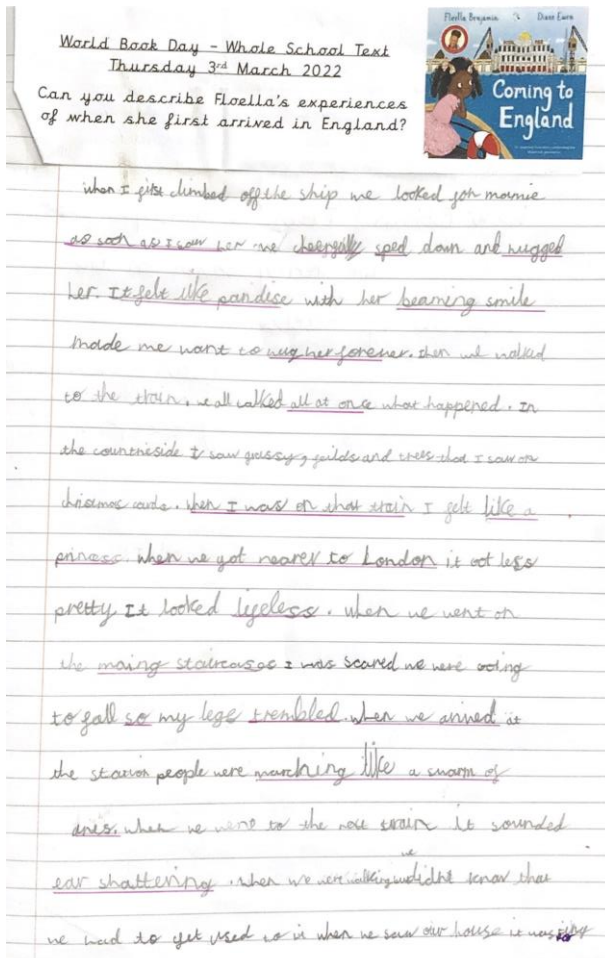 World Book Day - Whole School Text
Thursday 3rd March 2022
Can you describe Floella's experiences
of when she first arrived in England?
Floella Benjamin Diane Ewen
Coming to
England
when I first climbed off the ship we looked for marmie
as soon as I saw her we cheergally sped down and hugged
her. It felt like paridise with her beaming smile
made me want to hug her forever. then we walked
to the train. we all talked all at once what happened. In
the countrieside I saw grassy feilds and trees that I saw on
christmas cards. when I was on that train I felt like a
princess. when we got nearer to London it got less
pretty It looked lifeless. when we went on
the moving staircases I was scared we were going
to fall so my legs trembled. when we arrived at
the station people were marching like a swarm of
ants. when we went to the next train it sounded
ear shattering. when we were walking we didnt know that
we had to get used to it when we saw our house it was